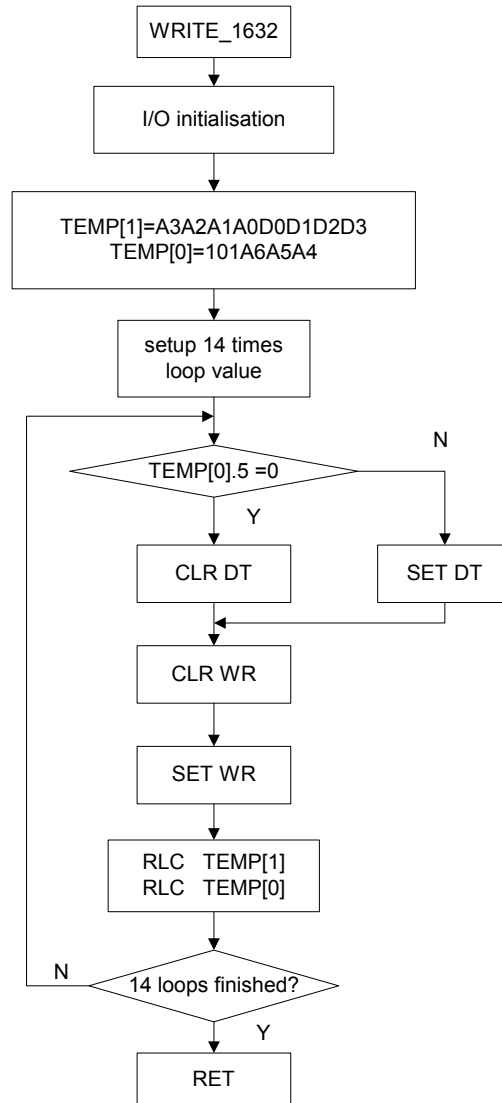 WRITE_1632
I/O initialisation
TEMP[1]=A3A2A1A0D0D1D2D3
TEMP[0]=101A6A5A4
setup 14 times
loop value
N
TEMP[0].5 =0
Y
CLR DT
SET DT
CLR WR
SET WR
RLC TEMP[1]
RLC TEMP[0]
N
14 loops finished?
Y
RET